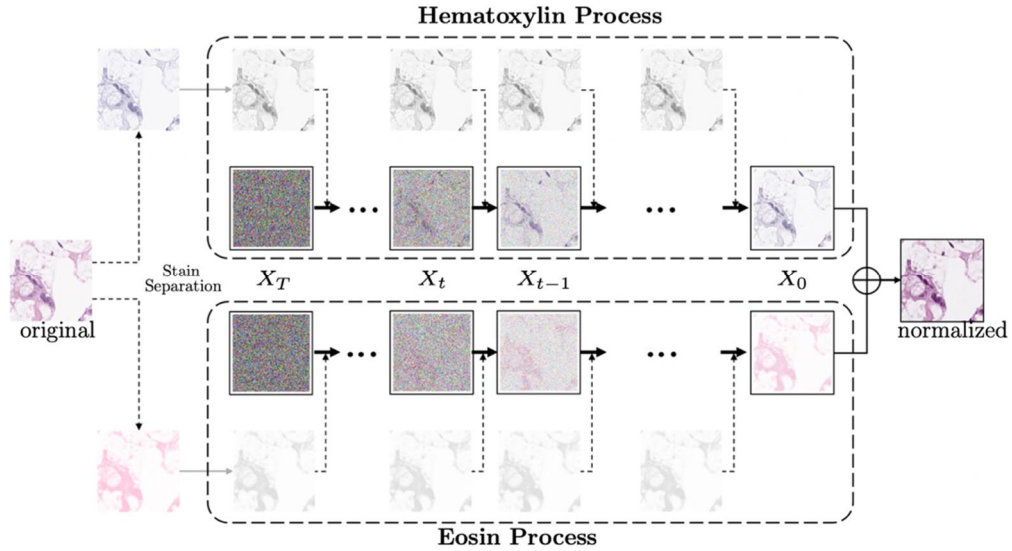 Hematoxylin Process
Stain
Separation
X_T
X_t
X_{t-1}
X_0
original
normalized
Eosin Process